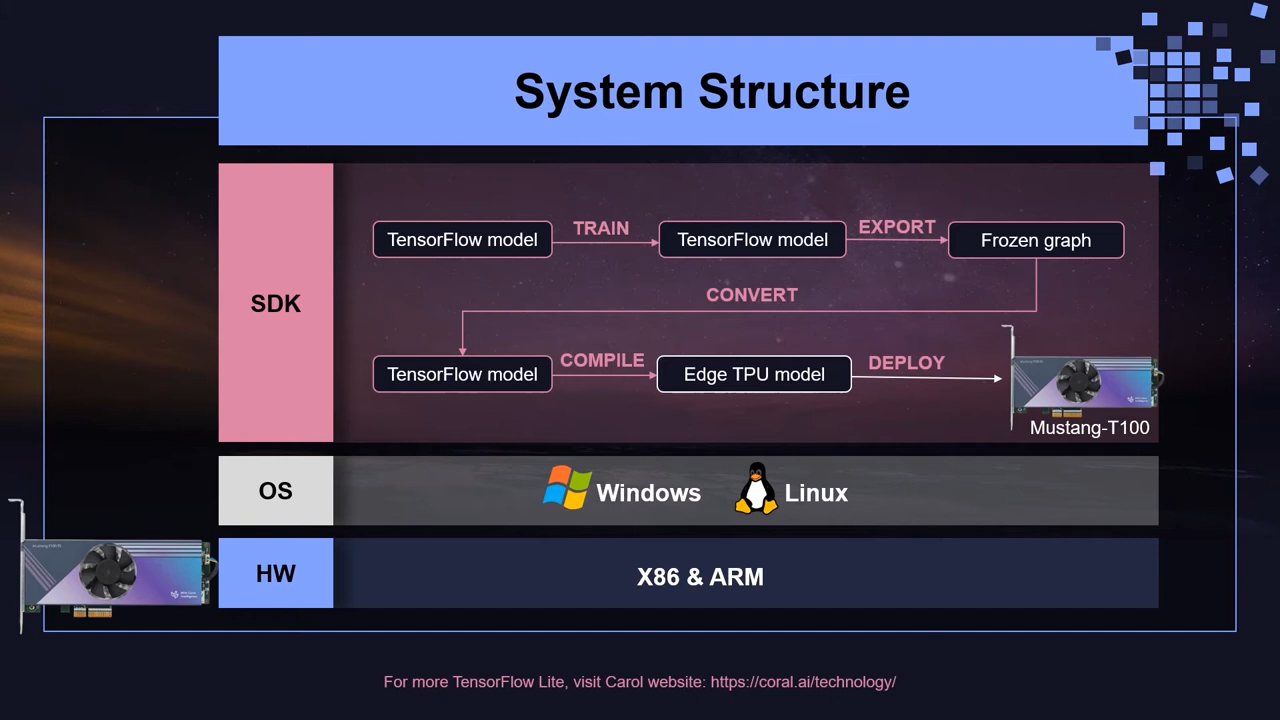 System Structure
SDK
TensorFlow model
TRAIN
TensorFlow model
EXPORT
Frozen graph
CONVERT
TensorFlow model
COMPILE
Edge TPU model
DEPLOY
Mustang-T100
OS
Windows
Linux
HW
X86 & ARM
For more TensorFlow Lite, visit Carol website: https://coral.ai/technology/